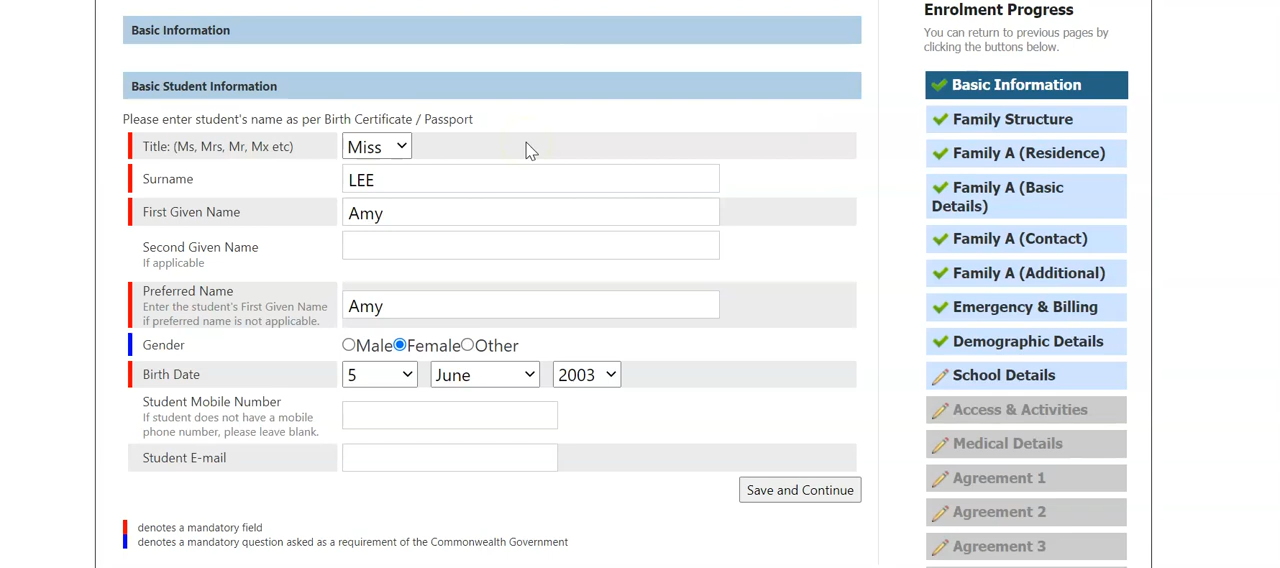 Basic Information
Basic Student Information
Please enter student's name as per Birth Certificate / Passport
Title: (Ms, Mrs, Mr, Mx etc)
Miss
Surname
LEE
First Given Name
Amy
Second Given Name
If applicable
Preferred Name
Enter the student's First Given Name
if preferred name is not applicable.
Amy
Gender
Male Female Other
Birth Date
5 June 2003
Student Mobile Number
If student does not have a mobile
phone number, please leave blank.
Student E-mail
Save and Continue
denotes a mandatory field
denotes a mandatory question asked as a requirement of the Commonwealth Government
Enrolment Progress
You can return to previous pages by
clicking the buttons below.
Basic Information
Family Structure
Family A (Residence)
Family A (Basic
Details)
Family A (Contact)
Family A (Additional)
Emergency & Billing
Demographic Details
School Details
Access & Activities
Medical Details
Agreement 1
Agreement 2
Agreement 3